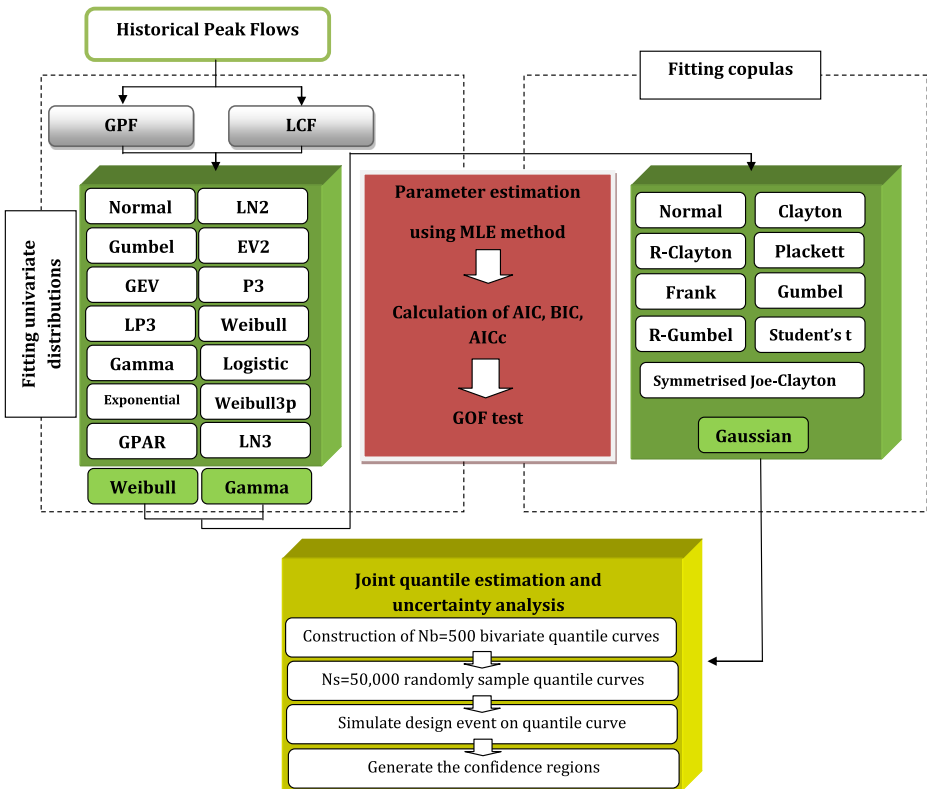 Historical Peak Flows
Fitting copulas
GPF
LCF
Fitting univariate
distributions
Normal
LN2
Gumbel
EV2
GEV
P3
LP3
Weibull
Gamma
Logistic
Exponential
Weibull3p
GPAR
LN3
Weibull
Gamma
Parameter estimation
using MLE method
Calculation of AIC, BIC,
AICc
GOF test
Normal
Clayton
R-Clayton
Plackett
Frank
Gumbel
R-Gumbel
Student's t
Symmetrised Joe-Clayton
Gaussian
Joint quantile estimation and
uncertainty analysis
Construction of Nb=500 bivariate quantile curves
Ns=50,000 randomly sample quantile curves
Simulate design event on quantile curve
Generate the confidence regions